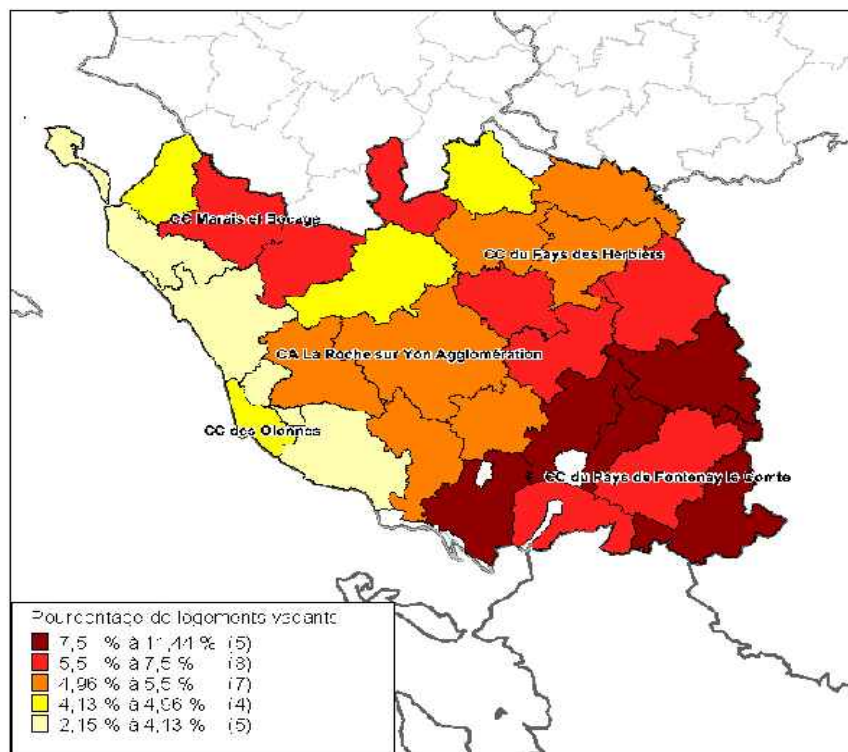 CC Marais et Bocage
CC du Pays des Herbiers
CA La Roche sur Yon Agglomération
CC des Olonnes
CC du Pays de Fontenay le Comte
Pourcentage de logements vacants
7,5 % à 11,44 % (5)
5,5 % à 7,5 % (8)
4,96 % à 5,5 % (7)
4,13 % à 4,96 % (4)
2,15 % à 4,13 % (5)